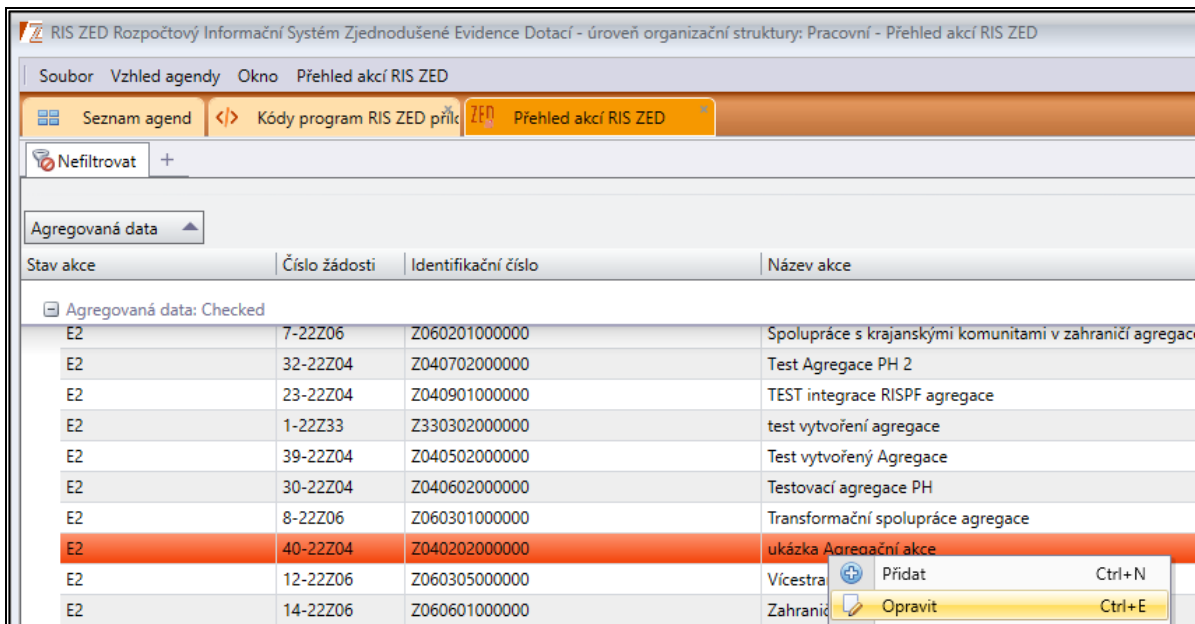 RIS ZED Rozpočtový Informační Systém Zjednodušené Evidence Dotací - úroveň organizační struktury: Pracovní - Přehled akcí RIS ZED
Soubor Vzhled agendy Okno Přehled akcí RIS ZED
Seznam agend </> Kódy program RIS ZED přílo ZED Přehled akcí RIS ZED
Nefiltrovat +
Agregovaná data
Stav akce Číslo žádosti Identifikační číslo Název akce
Agregovaná data: Checked
E2 7-22Z06 Z060201000000 Spolupráce s krajanskými komunitami v zahraničí agregac
E2 32-22Z04 Z040702000000 Test Agregace PH 2
E2 23-22Z04 Z040901000000 TEST integrace RISPF agregace
E2 1-22Z33 Z330302000000 test vytvoření agregace
E2 39-22Z04 Z040502000000 Test vytvořený Agregace
E2 30-22Z04 Z040602000000 Testovací agregace PH
E2 8-22Z06 Z060301000000 Transformační spolupráce agregace
E2 40-22Z04 Z040202000000 ukázka Agregační akce
E2 12-22Z06 Z060305000000 Vícestra Přidat Ctrl+N
E2 14-22Z06 Z060601000000 Zahranič Opravit Ctrl+E